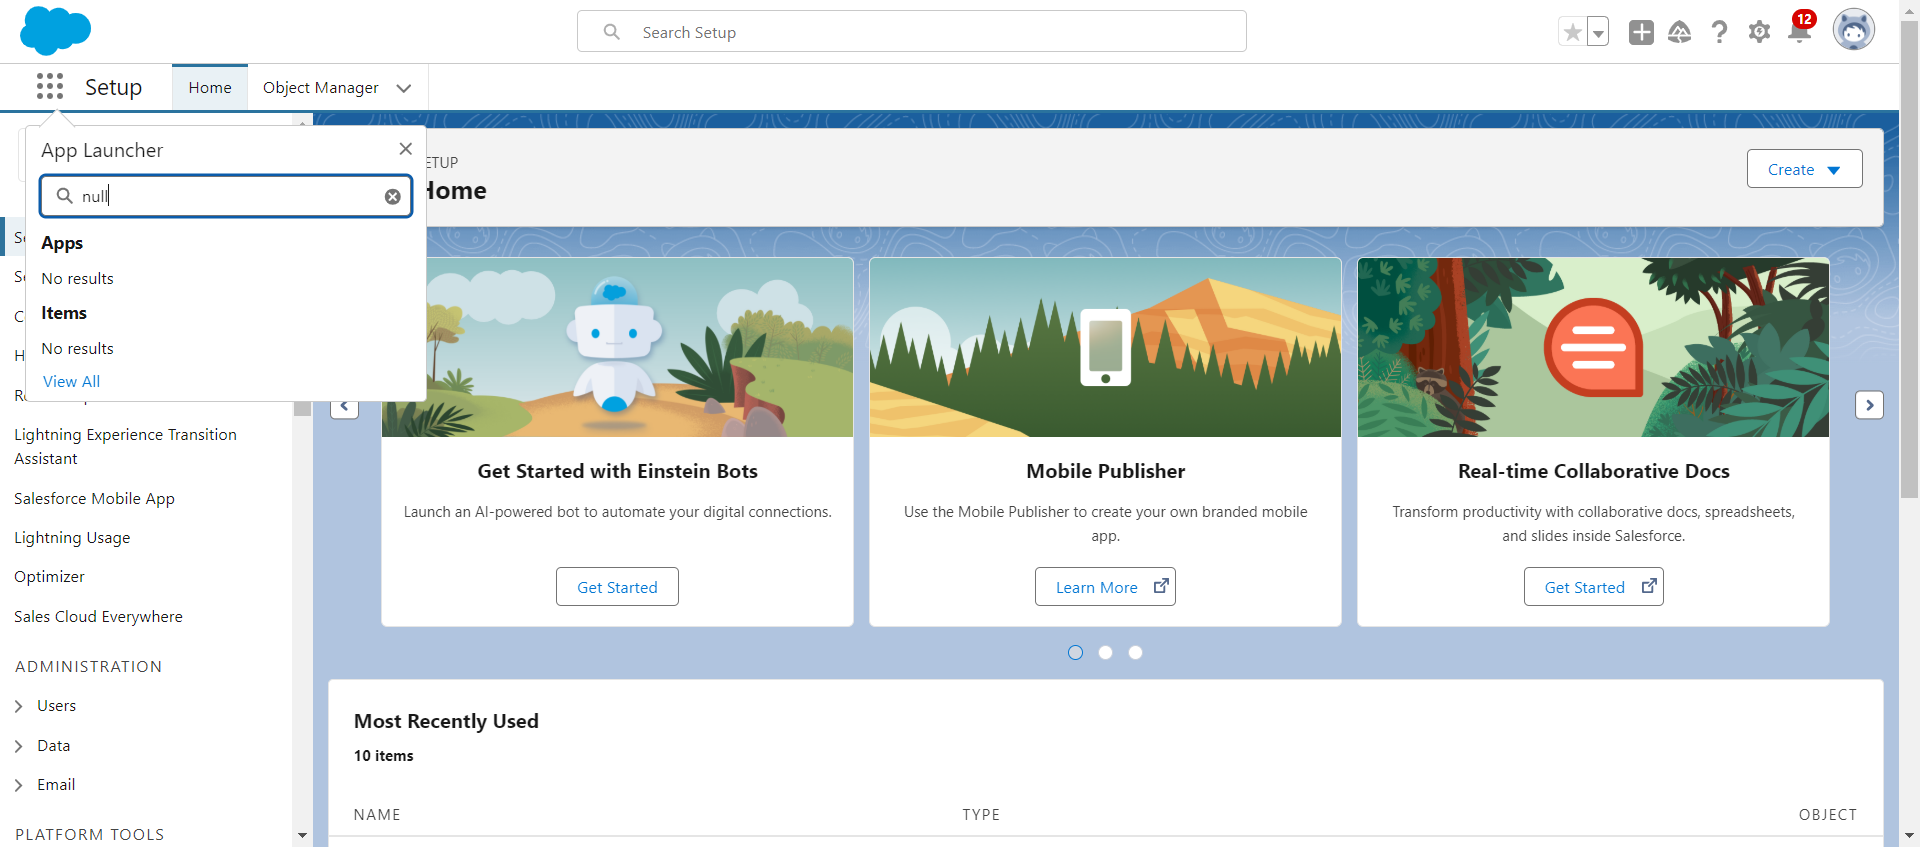 Search Setup
12
Setup
Home
Object Manager
App Launcher
null
Apps
No results
Items
No results
View All
ETUP
Home
Create
Lightning Experience Transition
Assistant
Salesforce Mobile App
Lightning Usage
Optimizer
Sales Cloud Everywhere
ADMINISTRATION
Users
Data
Email
PLATFORM TOOLS
Get Started with Einstein Bots
Launch an AI-powered bot to automate your digital connections.
Get Started
Mobile Publisher
Use the Mobile Publisher to create your own branded mobile
app.
Learn More
Real-time Collaborative Docs
Transform productivity with collaborative docs, spreadsheets,
and slides inside Salesforce.
Get Started
Most Recently Used
10 items
NAME
TYPE
OBJECT